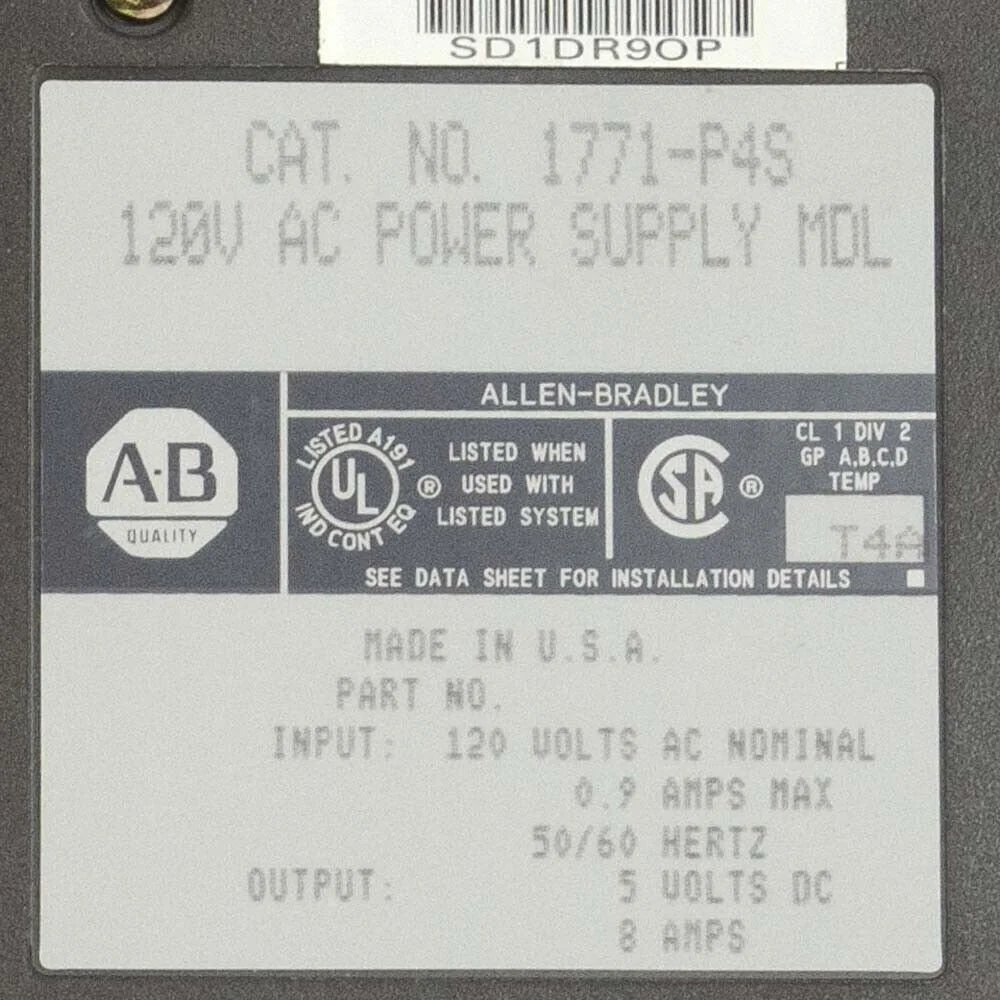 SD1DR9OP
CAT. NO. 1771-P4S
120V AC POWER SUPPLY MDL
ALLEN-BRADLEY
A·B
QUALITY
LISTED A191
UL
IND CONT EQ
®
LISTED WHEN
USED WITH
LISTED SYSTEM
SA
®
CL 1 DIV 2
GP A,B,C,D
TEMP
T4A
SEE DATA SHEET FOR INSTALLATION DETAILS
MADE IN U.S.A.
PART NO.
INPUT: 120 VOLTS AC NOMINAL
0.9 AMPS MAX
50/60 HERTZ
OUTPUT: 5 VOLTS DC
8 AMPS